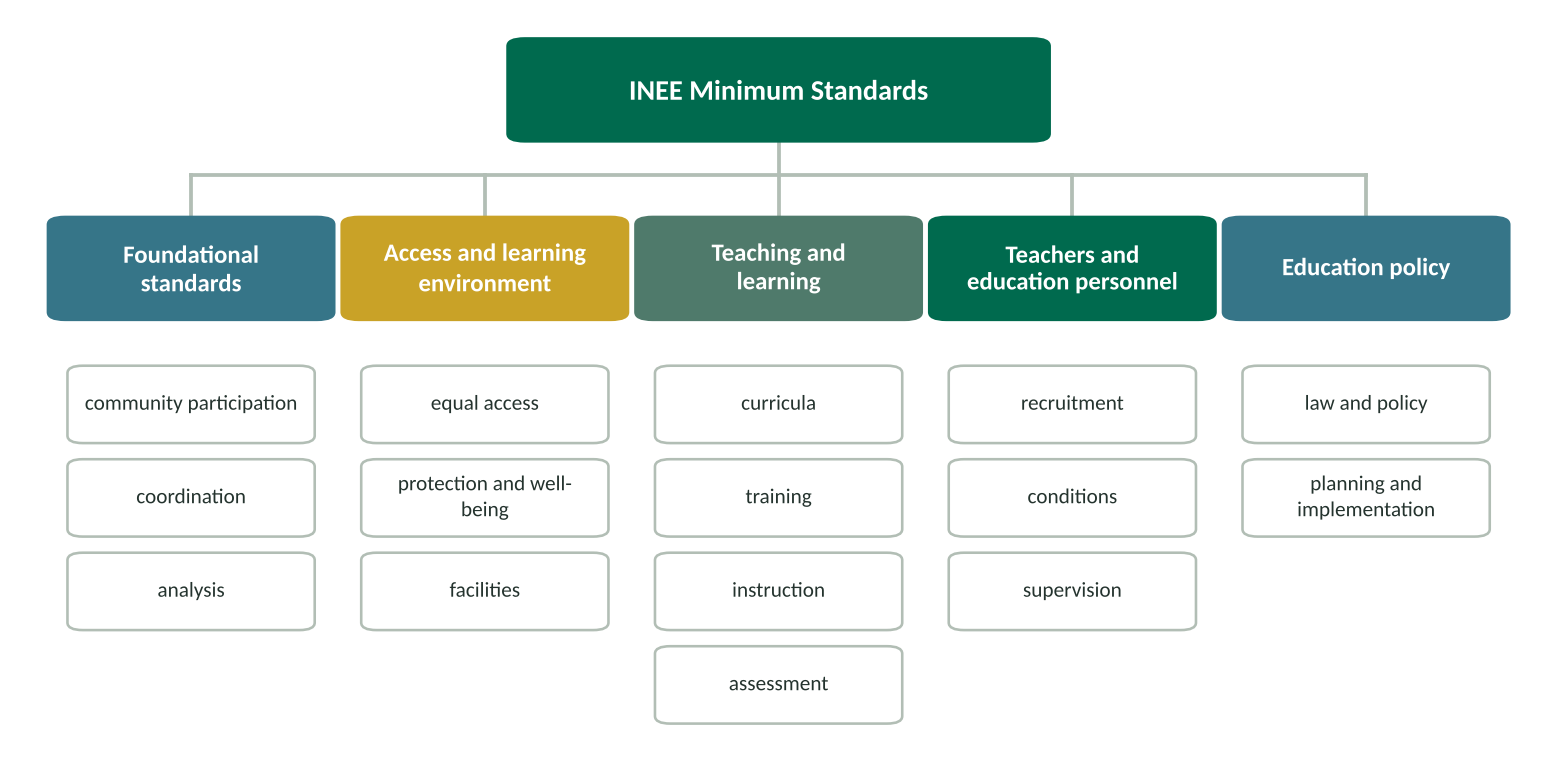 INEE Minimum Standards
Foundational
standards
Access and learning
environment
Teaching and
learning
Teachers and
education personnel
Education policy
community participation
equal access
curricula
recruitment
law and policy
coordination
protection and well-
being
training
conditions
planning and
implementation
analysis
facilities
instruction
supervision
assessment